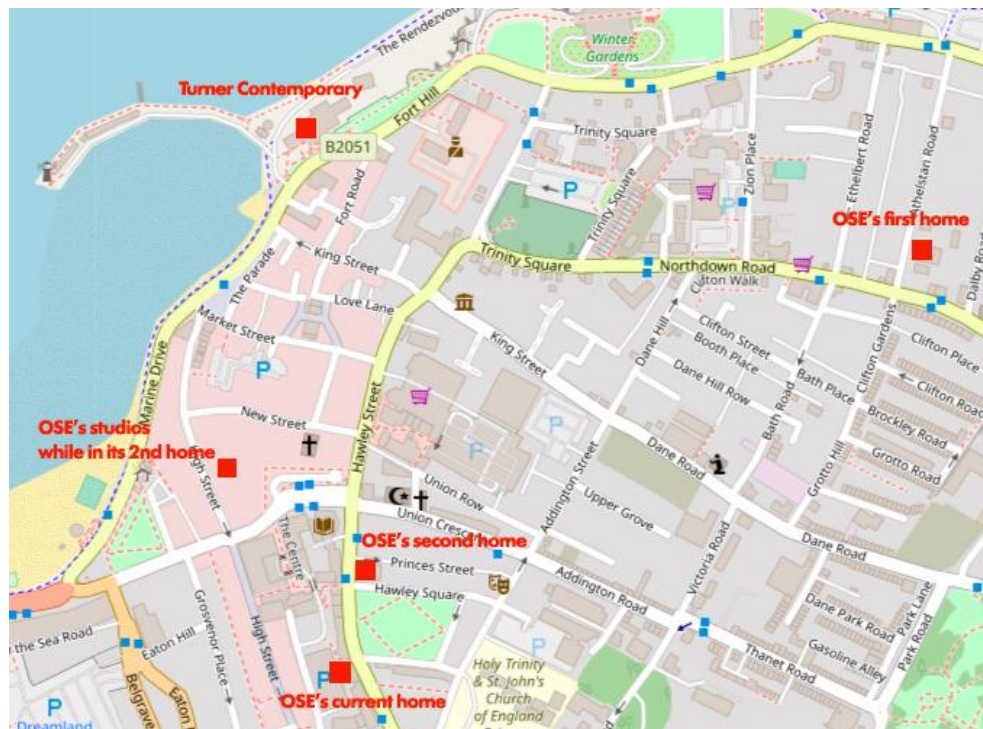 The Rendezvous
Winter
Gardens
Turner Contemporary
Fort Hill
B2051
Trinity Square
P
Zion Place
Ethelbert Road
Athelstan Road
Fort Road
P
Trinity Square
OSE's first home
King Street
The Parade
Trinity Square
Northdown Road
Clifton Walk
Dalby Road
Love Lane
Market Street
King Street
Dane Hill
Clifton Street
Booth Place
Bath Place
Clifton Gardens
Clifton Place
Clifton Road
P
Marine Drive
Dane Hill Row
Bath Road
Brockley Road
New Street
Hawley Street
P
Grotto Road
Grotto Hill
OSE's studios
while in its 2nd home
High Street
Dane Road
Union Row
Addington Street
Upper Grove
Union Crescent
Dane Road
The Centre
OSE's second home
Princes Street
Victoria Road
Hawley Square
Addington Road
Dane Park Road
Park Lane
Park Road
Gasoline Alley
Thanet Road
the Sea Road
Eaton Hill
Grosvenor Place
High Street
P
Holy Trinity
& St. John's
Church
of England
P
OSE's current home
Belgrave
Eaton
P
Dreamland